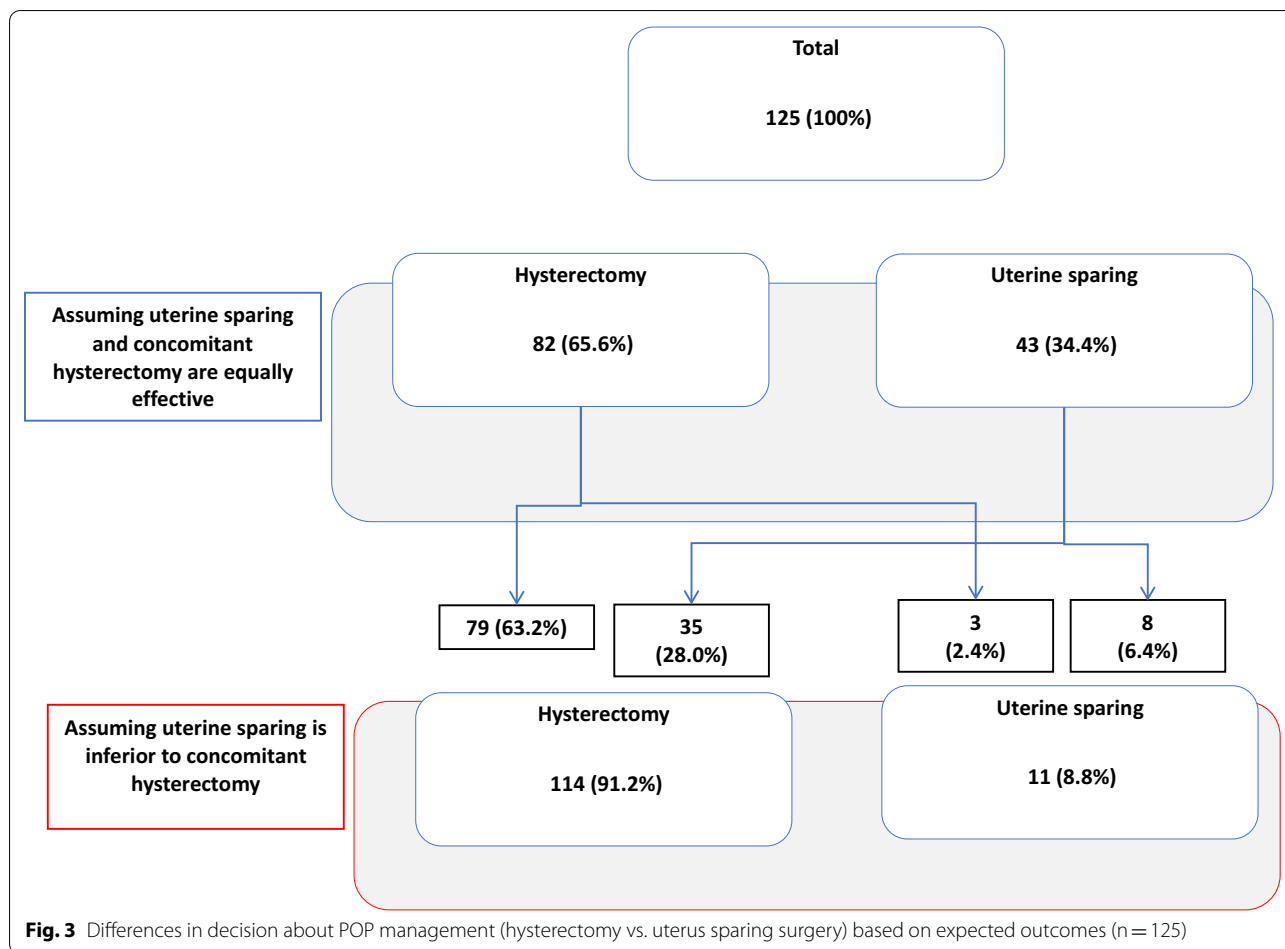 Total
125 (100%)
Hysterectomy
82 (65.6%)
Uterine sparing
43 (34.4%)
Assuming uterine sparing
and concomitant
hysterectomy are equally
effective
79 (63.2%)
35
(28.0%)
3
(2.4%)
8
(6.4%)
Assuming uterine sparing is
inferior to concomitant
hysterectomy
Hysterectomy
114 (91.2%)
Uterine sparing
11 (8.8%)
Fig. 3 Differences in decision about POP management (hysterectomy vs. uterus sparing surgery) based on expected outcomes (n = 125)